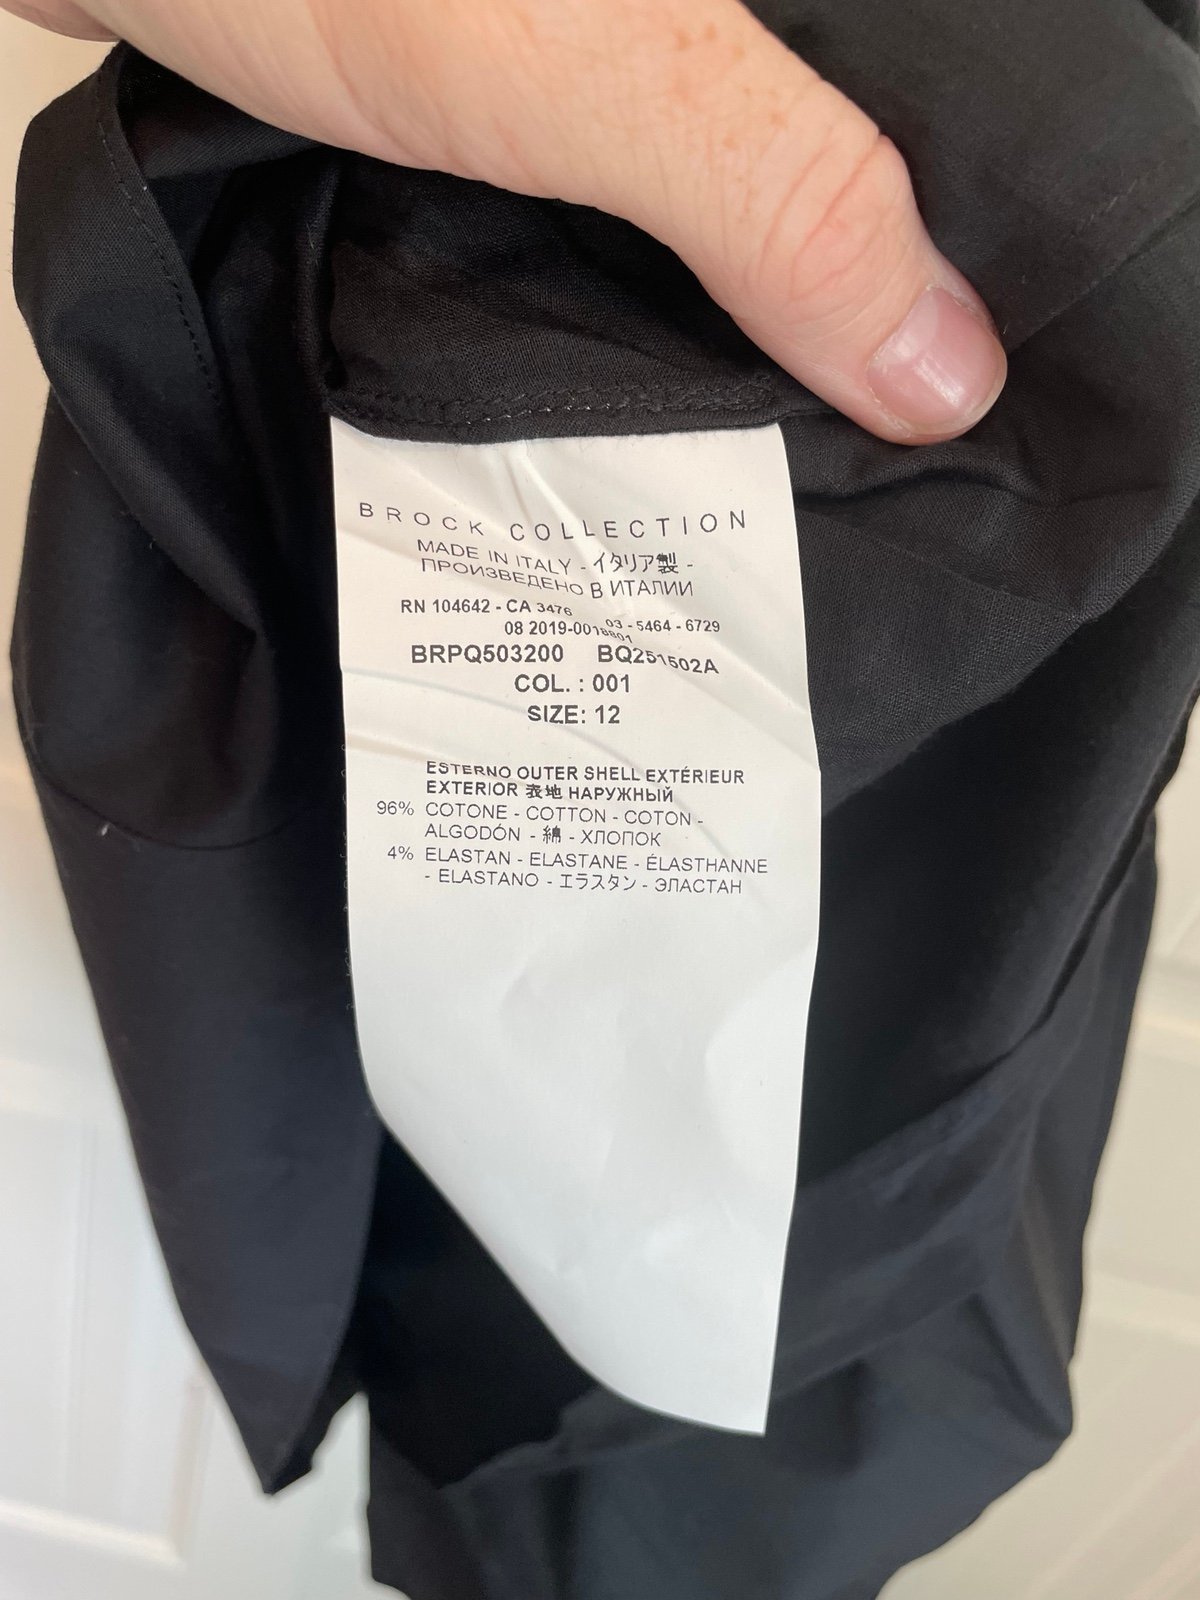 BROCK COLLECTION
MADE IN ITALY - イタリア製 -
ПРОИЗВЕДЕНО В ИТАЛИИ
RN 104642 - CA 3476
03 - 5464 - 6729
08 2019-0018801
BRPQ503200 BQ251502A
COL. : 001
SIZE: 12
ESTERNO OUTER SHELL EXTÉRIEUR
EXTERIOR 表地 НАРУЖНЫЙ
96% COTONE - COTTON - COTON -
ALGODÓN - 綿 - ХЛОПОК
4% ELASTAN - ELASTANE - ÉLASTHANNE
- ELASTANO - エラスタン - ЭЛАСТАН